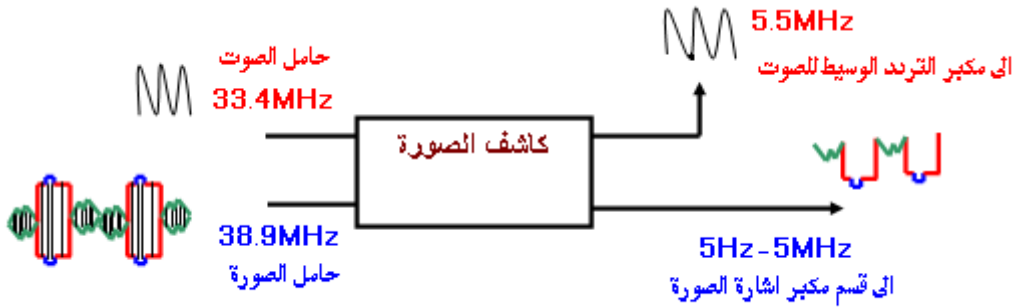 5.5MHz
الى مكبر التردد الوسيط للصوت
حامل الصوت
33.4MHz
كاشف الصورة
38.9MHz
حامل الصورة
5Hz-5MHz
الى قسم مكبر اشارة الصورة